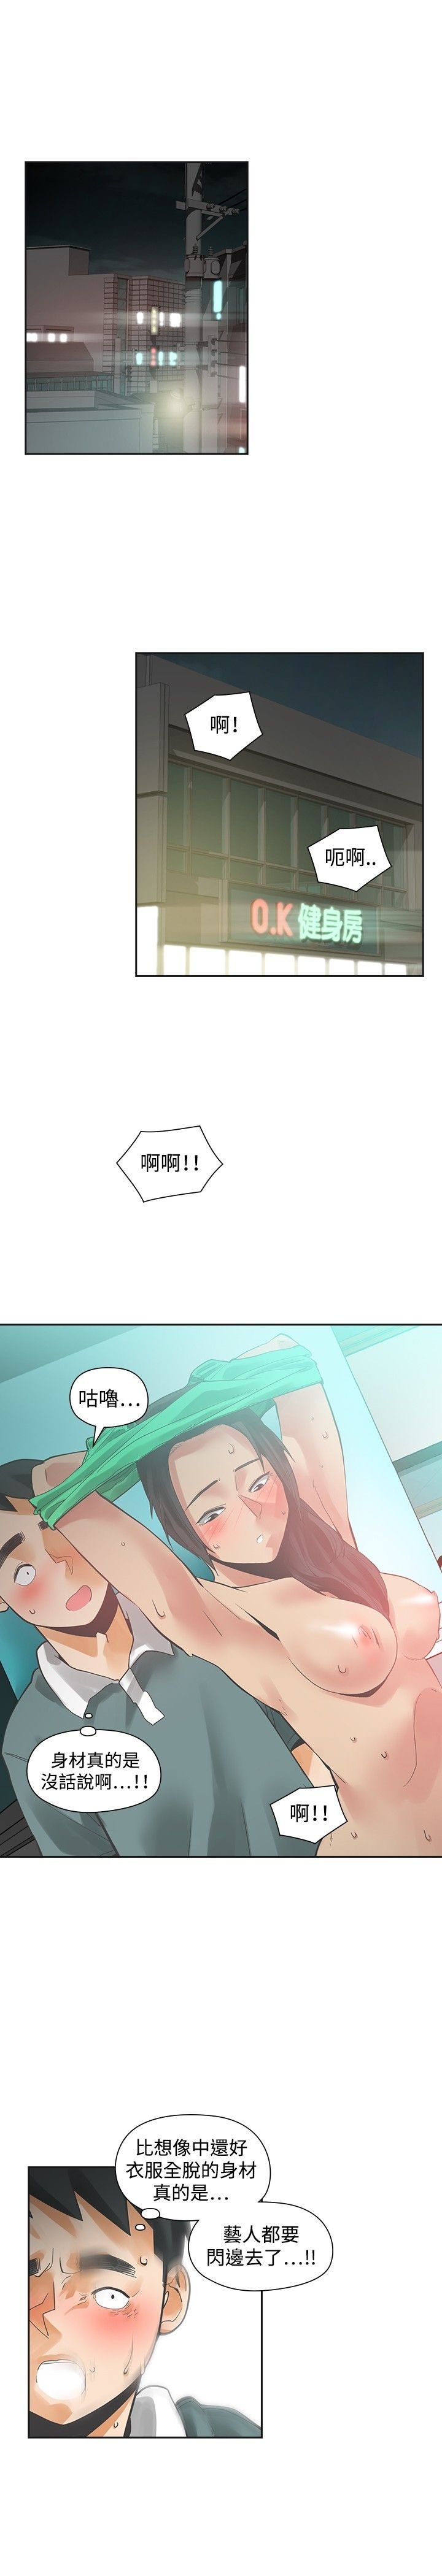 啊!
呃啊..
O.K 健身房
啊啊!!
咕嚕...
身材真的是
沒話說啊...!!
啊!!
比想像中還好
衣服全脫的身材
真的是...
藝人都要
閃邊去了...!!